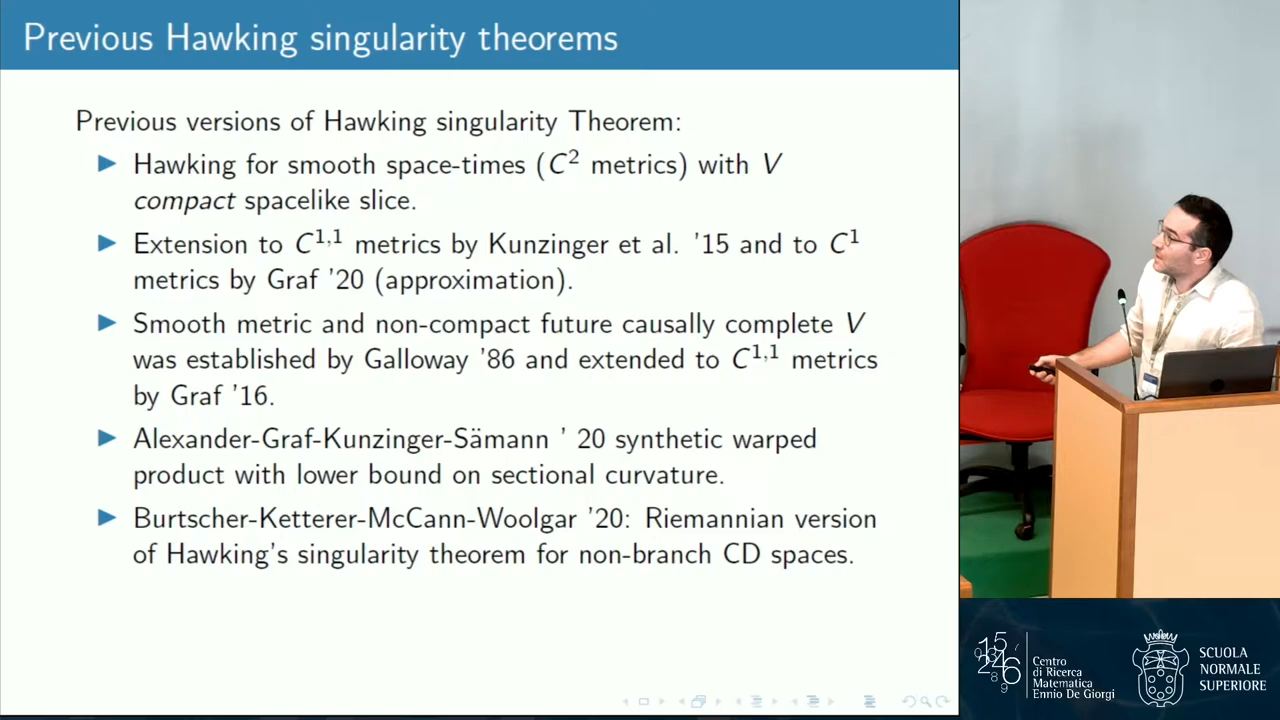 Previous Hawking singularity theorems
Previous versions of Hawking singularity Theorem:
Hawking for smooth space-times (C² metrics) with V
compact spacelike slice.
Extension to C¹,¹ metrics by Kunzinger et al. '15 and to C¹
metrics by Graf '20 (approximation).
Smooth metric and non-compact future causally complete V
was established by Galloway '86 and extended to C¹,¹ metrics
by Graf '16.
Alexander-Graf-Kunzinger-Sämann ' 20 synthetic warped
product with lower bound on sectional curvature.
Burtscher-Ketterer-McCann-Woolgar '20: Riemannian version
of Hawking's singularity theorem for non-branch CD spaces.
Centro
di Ricerca
Matematica
Ennio De Giorgi
SCUOLA
NORMALE
SUPERIORE